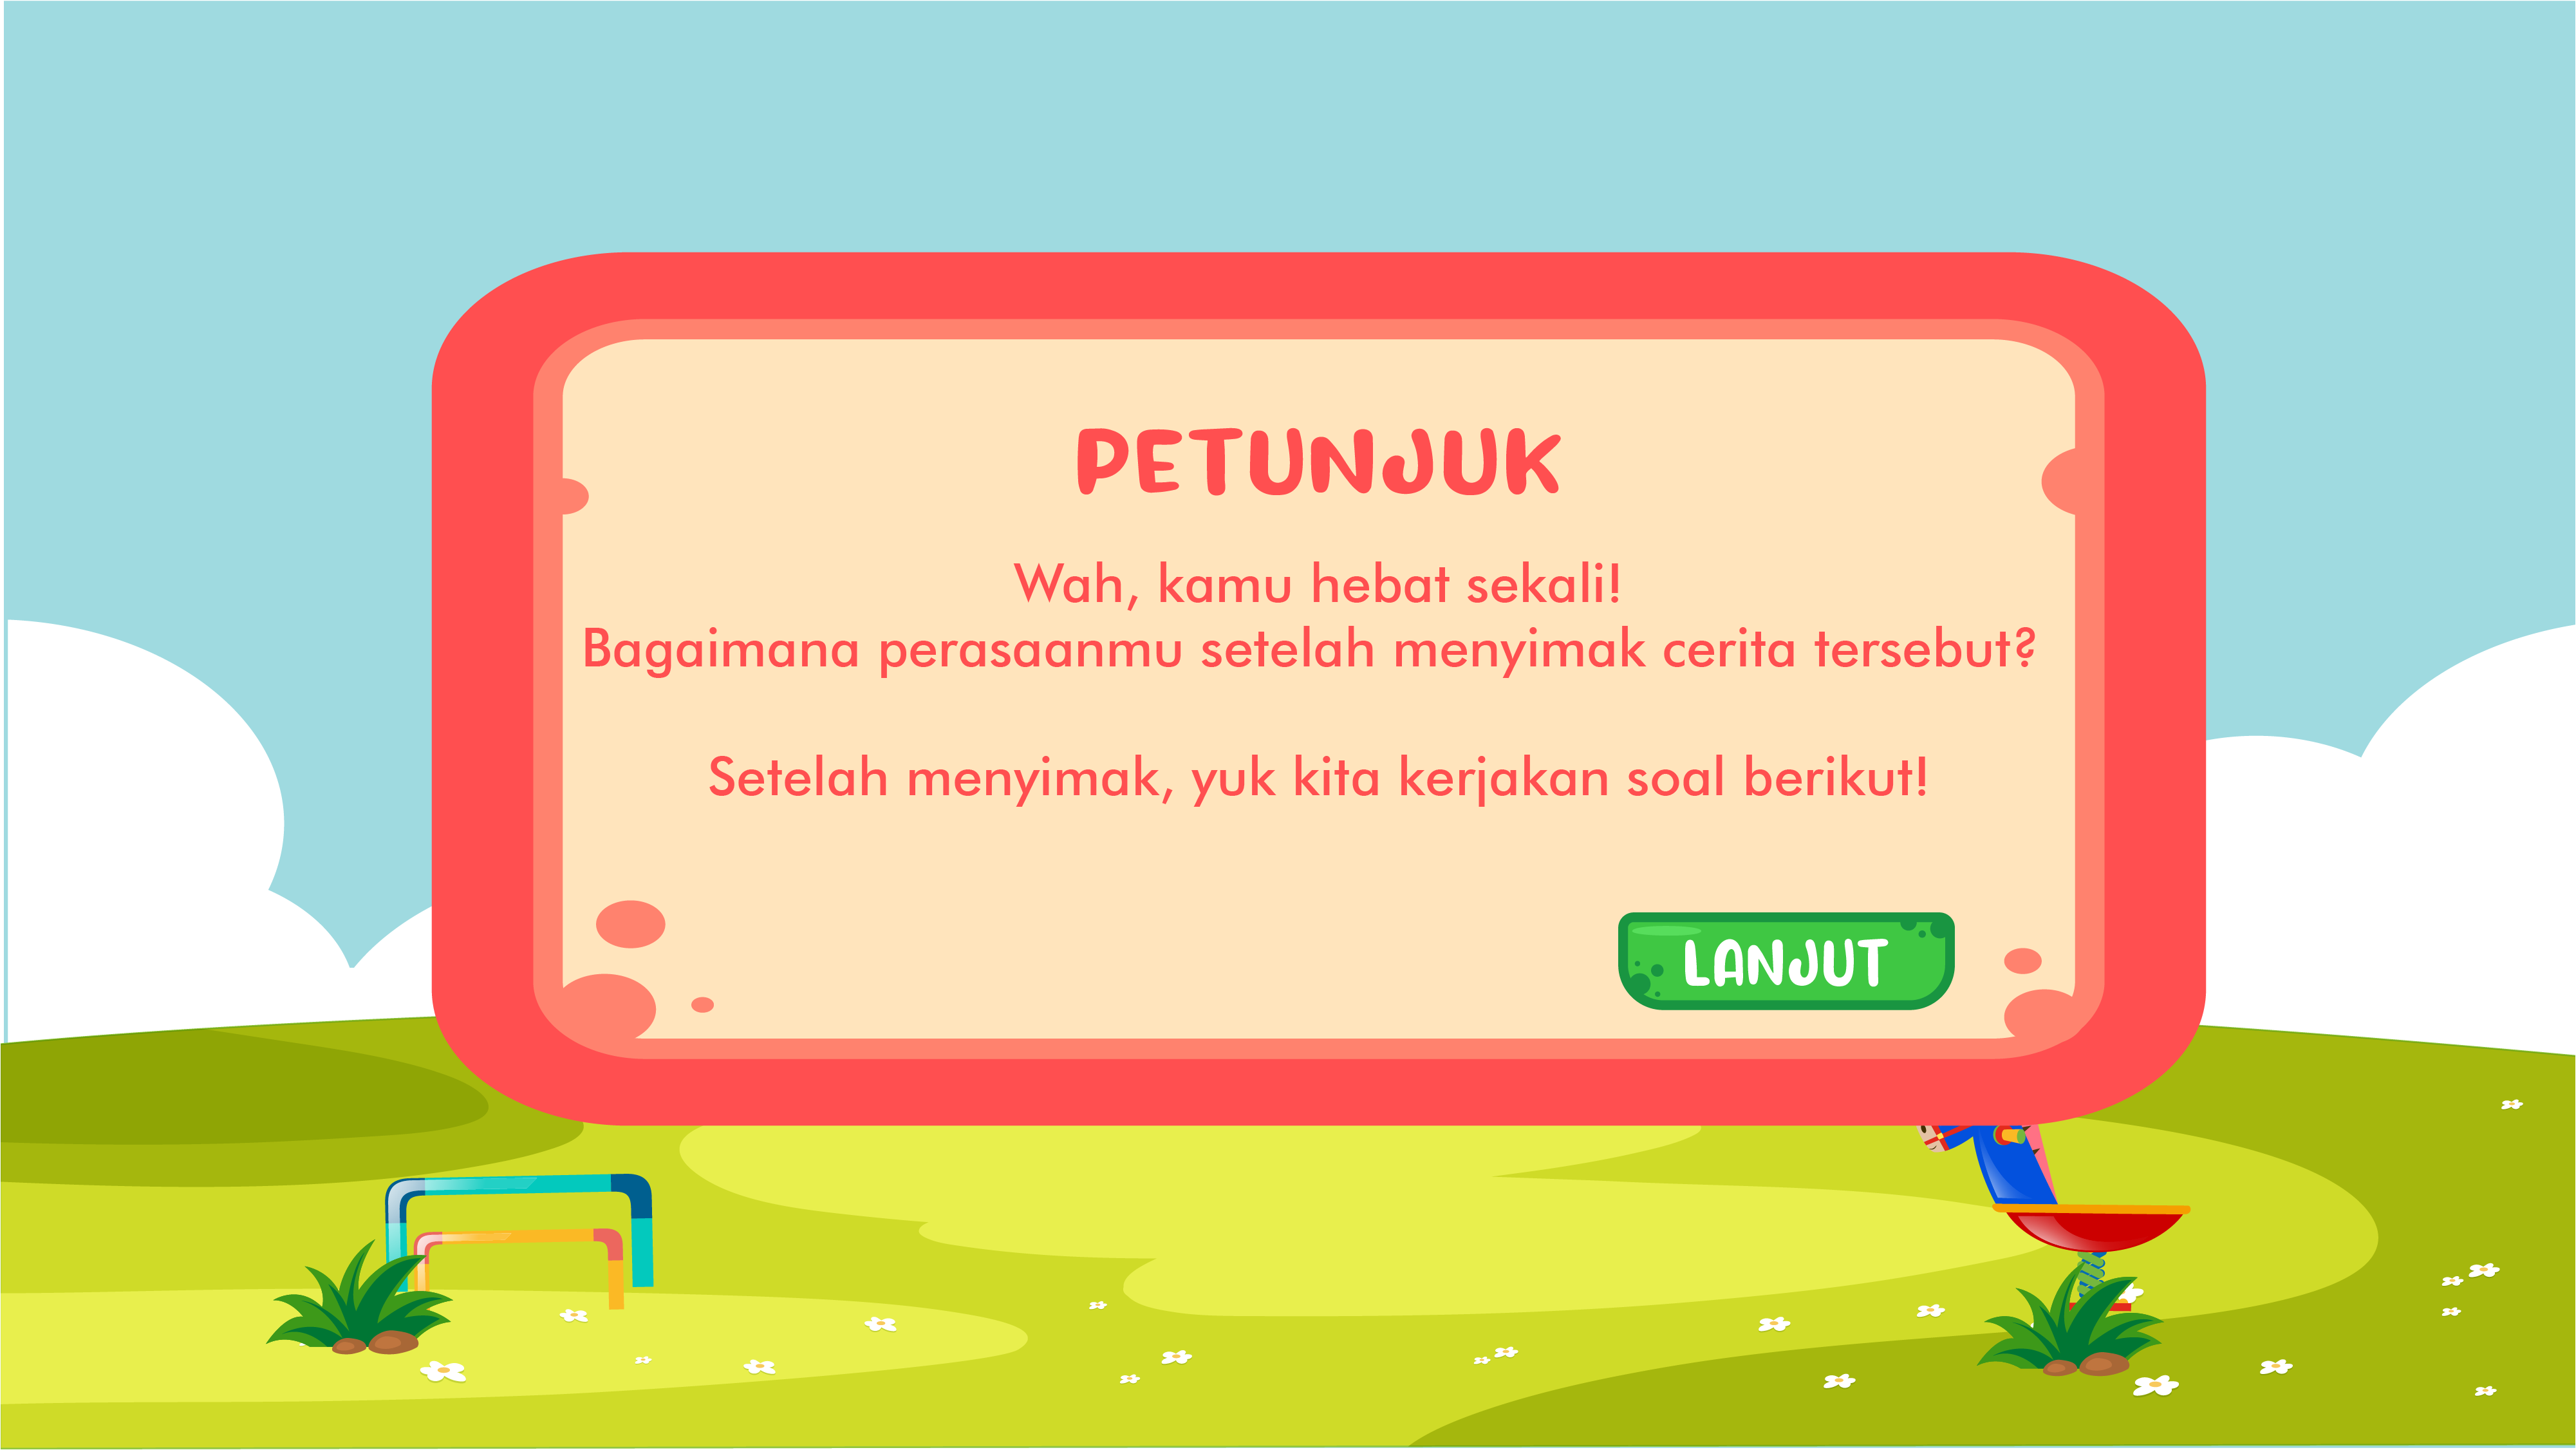 PETUNJUK
Wah, kamu hebat sekali!
Bagaimana perasaanmu setelah menyimak cerita tersebut?
Setelah menyimak, yuk kita kerjakan soal berikut!
LANJUT